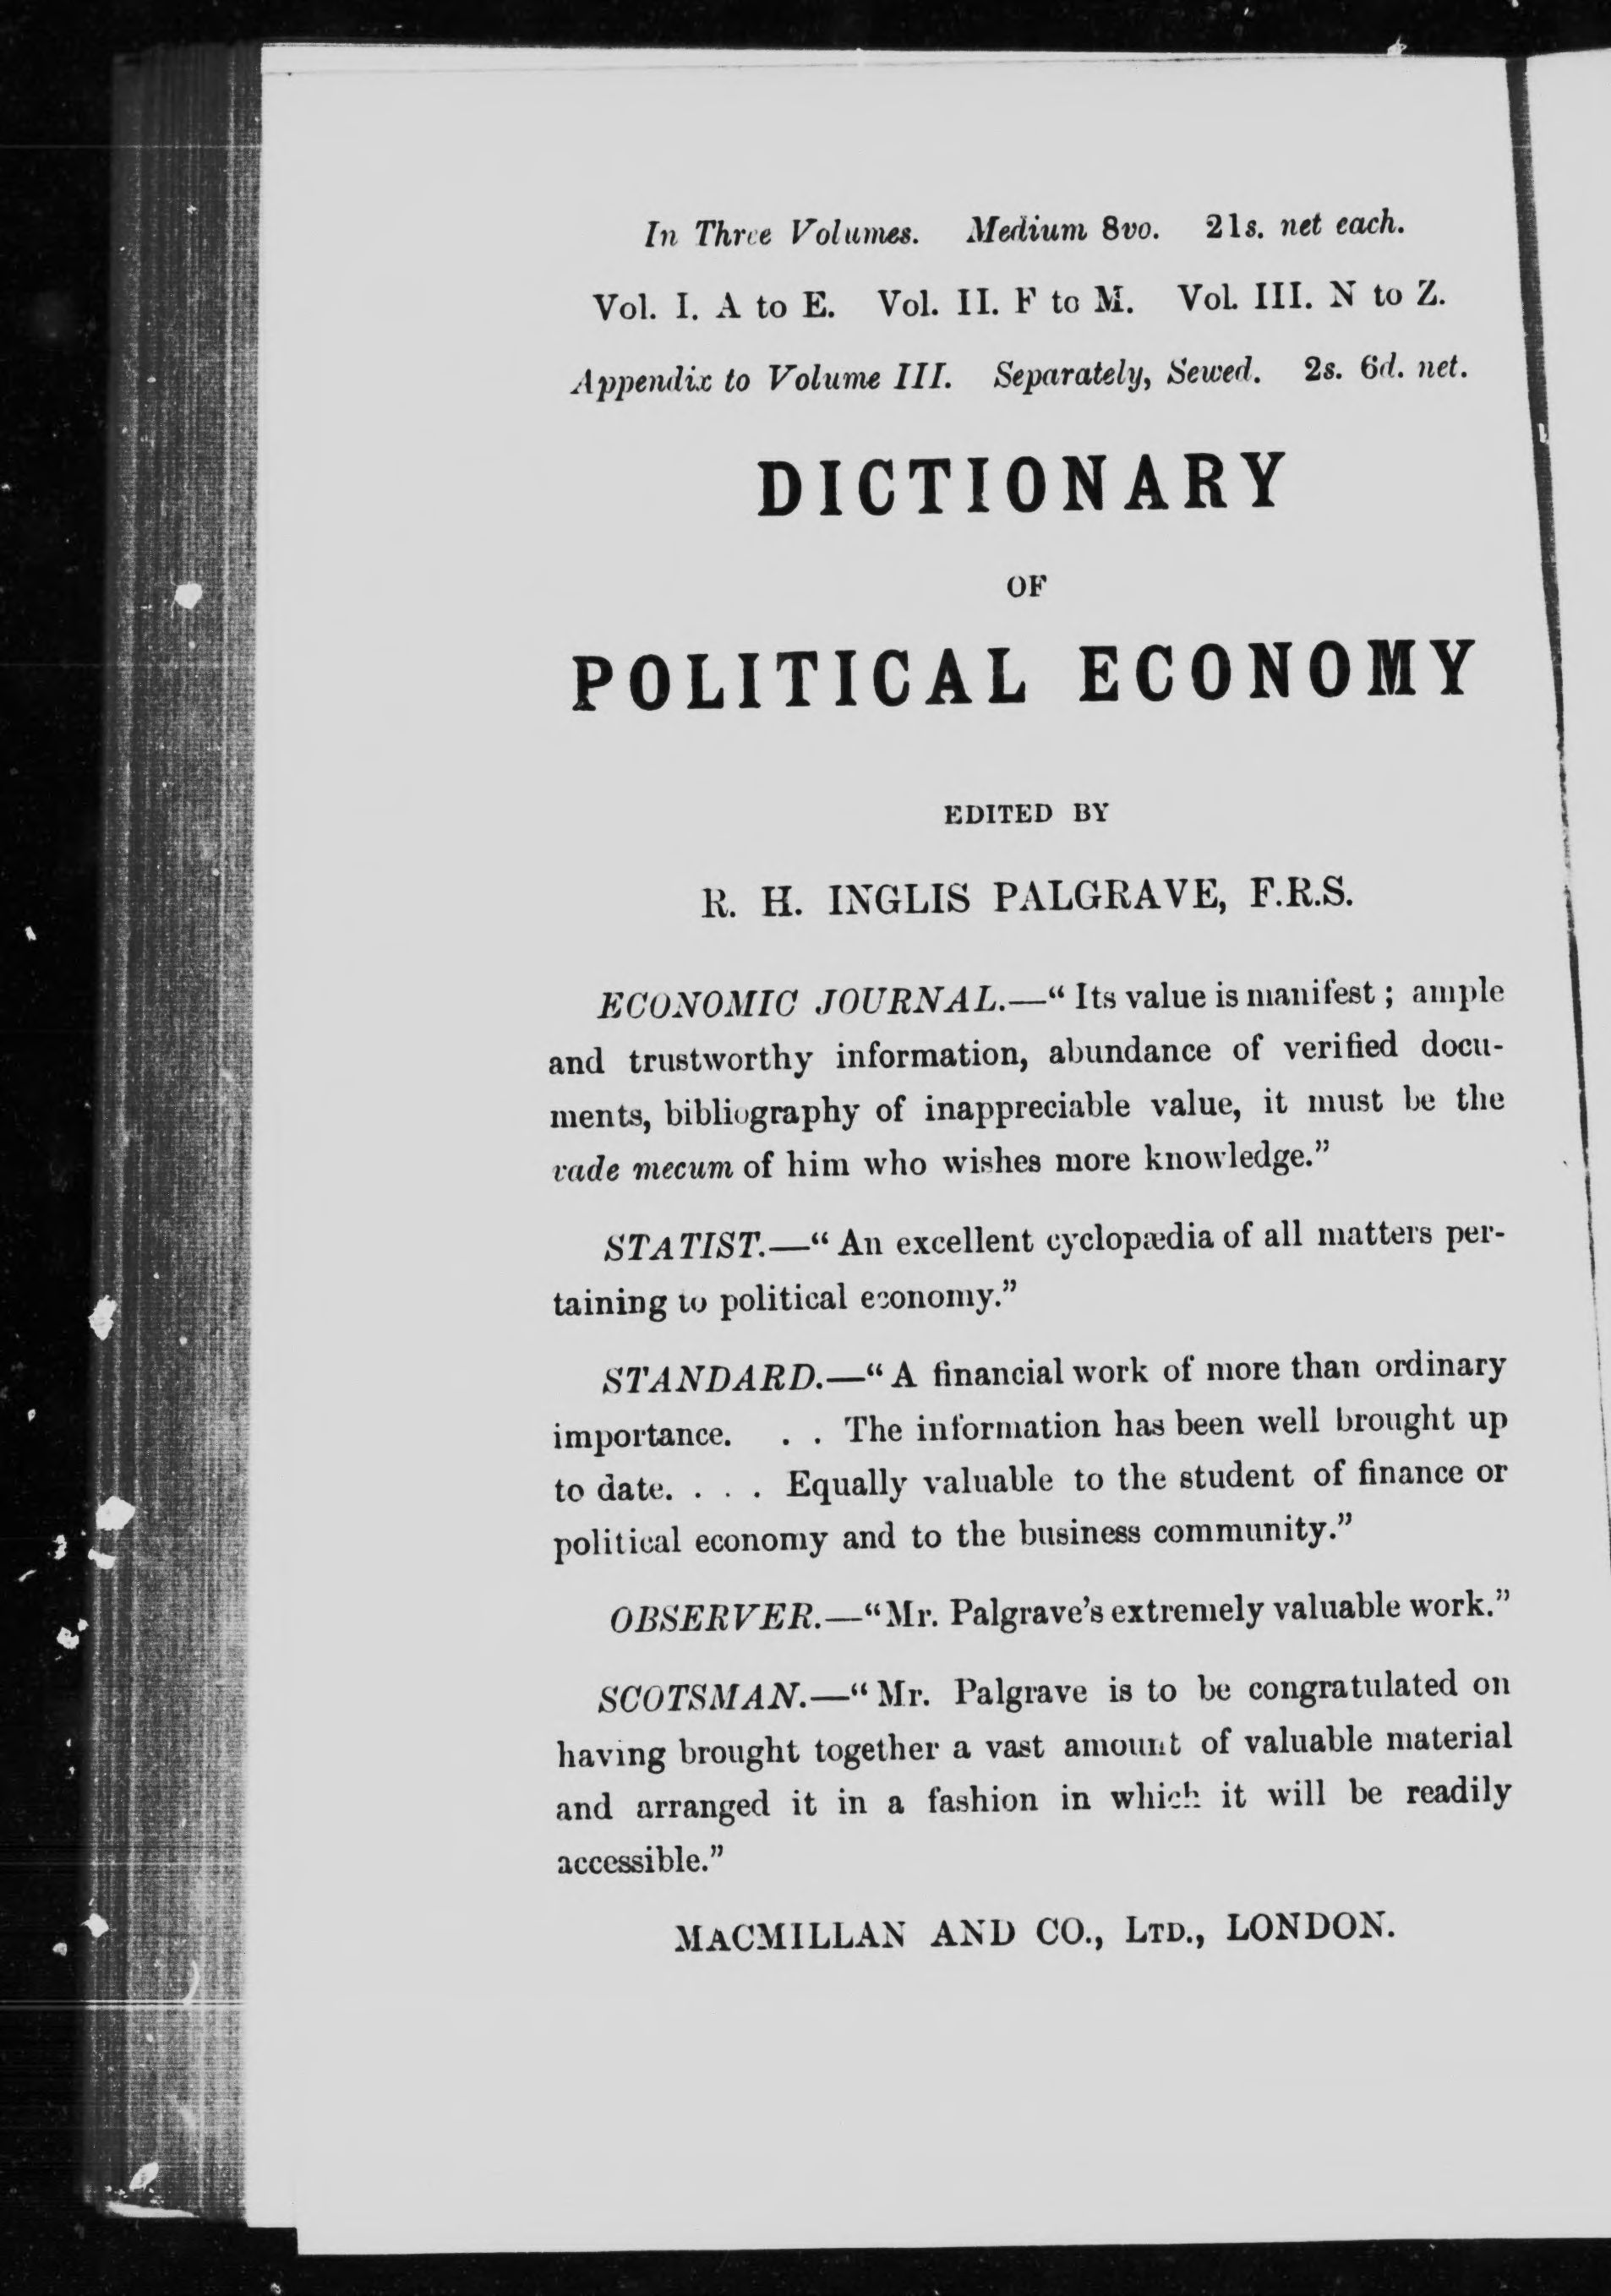 In Three Volumes. Medium 8vo. 21s. net each.
Vol. I. A to E. Vol. II. F to M. Vol. III. N to Z.
Appendix to Volume III. Separately, Sewed. 2s. 6d. net.
DICTIONARY
OF
POLITICAL ECONOMY
EDITED BY
R. H. INGLIS PALGRAVE, F.R.S.
ECONOMIC JOURNAL.—“Its value is manifest; ample
and trustworthy information, abundance of verified docu-
ments, bibliography of inappreciable value, it must be the
vade mecum of him who wishes more knowledge.”
STATIST.—“An excellent cyclopædia of all matters per-
taining to political economy.”
STANDARD.—“A financial work of more than ordinary
importance. . . The information has been well brought up
to date. . . . Equally valuable to the student of finance or
political economy and to the business community.”
OBSERVER.—“Mr. Palgrave’s extremely valuable work.”
SCOTSMAN.—“Mr. Palgrave is to be congratulated on
having brought together a vast amount of valuable material
and arranged it in a fashion in which it will be readily
accessible.”
MACMILLAN AND CO., LTD., LONDON.